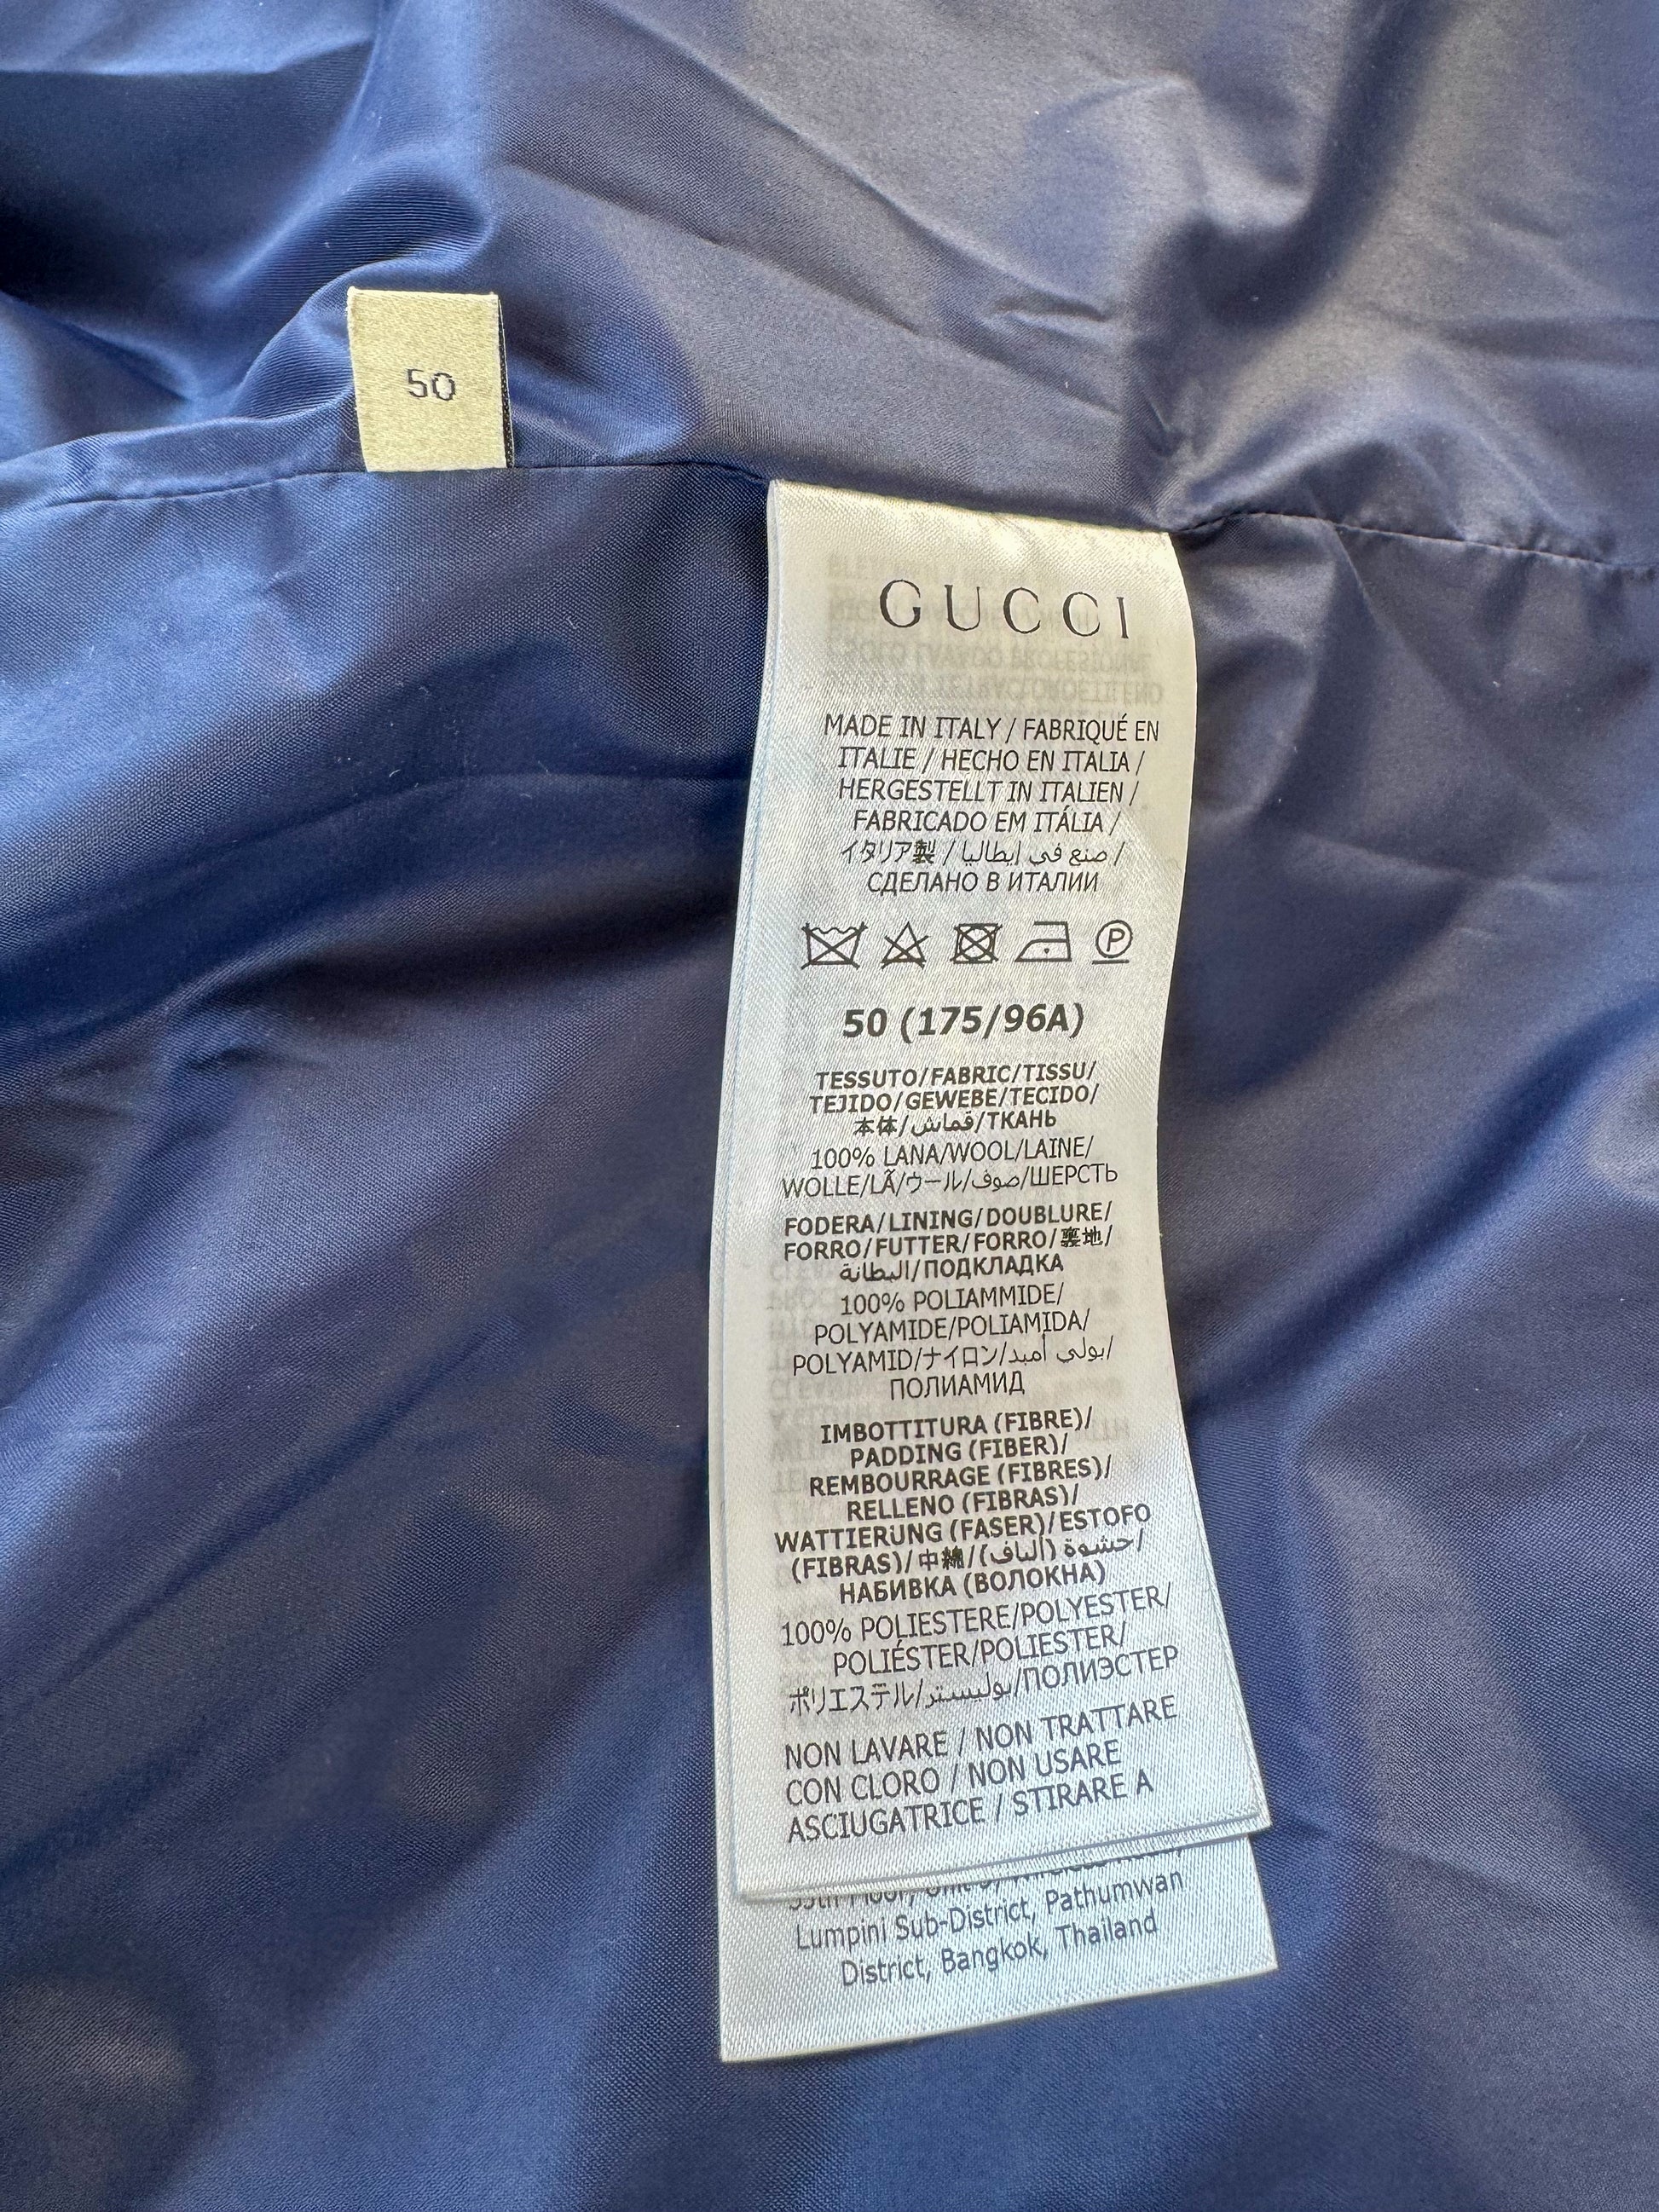 50
GUCCI
MADE IN ITALY / FABRIQUÉ EN
ITALIE / HECHO EN ITALIA /
HERGESTELLT IN ITALIEN /
FABRICADO EM ITÁLIA /
イタリア製 / صنع في إيطاليا /
СДЕЛАНО В ИТАЛИИ
P
50 (175/96A)
TESSUTO/FABRIC/TISSU/
TEJIDO/GEWEBE/TECIDO/
本体/قماش/ТКАНЬ
100% LANA/WOOL/LAINE/
WOLLE/LÃ/ウール/صوف/ШЕРСТЬ
FODERA/LINING/DOUBLURE/
FORRO/FUTTER/FORRO/裏地/
البطانة/ПОДКЛАДКА
100% POLIAMMIDE/
POLYAMIDE/POLIAMIDA/
POLYAMID/ナイロン/بولي أميد/
ПОЛИАМИД
IMBOTTITURA (FIBRE)/
PADDING (FIBER)/
REMBOURRAGE (FIBRES)/
RELLENO (FIBRAS)/
WATTIERUNG (FASER)/ESTOFO
(FIBRAS)/中綿/حشوة (ألياف)/
НАБИВКА (ВОЛОКНА)
100% POLIESTERE/POLYESTER/
POLIÉSTER/POLIESTER/
ポリエステル/بوليستر/ПОЛИЭСТЕР
NON LAVARE / NON TRATTARE
CON CLORO / NON USARE
ASCIUGATRICE / STIRARE A
Lumpini Sub-District, Pathumwan
District, Bangkok, Thailand